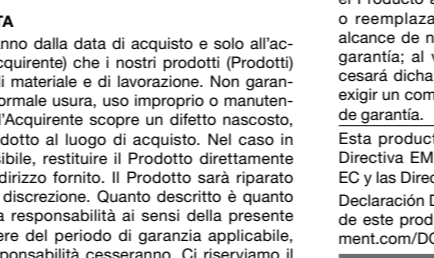 TA
anno dalla data di acquisto e solo all'ac-
cquirente) che i nostri prodotti (Prodotti)
di materiale e di lavorazione. Non garan-
ormale usura, uso improprio o manuten-
l'Acquirente scopre un difetto nascosto,
dotto al luogo di acquisto. Nel caso in
sibile, restituire il Prodotto direttamente
dirizzo fornito. Il Prodotto sarà riparato
discrezione. Quanto descritto è quanto
a responsabilità ai sensi della presente
ere del periodo di garanzia applicabile,
ponsabilità cesseranno. Ci riserviamo il
el Producto a
o reemplaza
alcance de n
garantía; al v
cesará dicha
exigir un com
de garantía.
Esta product
Directiva EM
EC y las Direc
Declaración D
de este prod
ment.com/DO